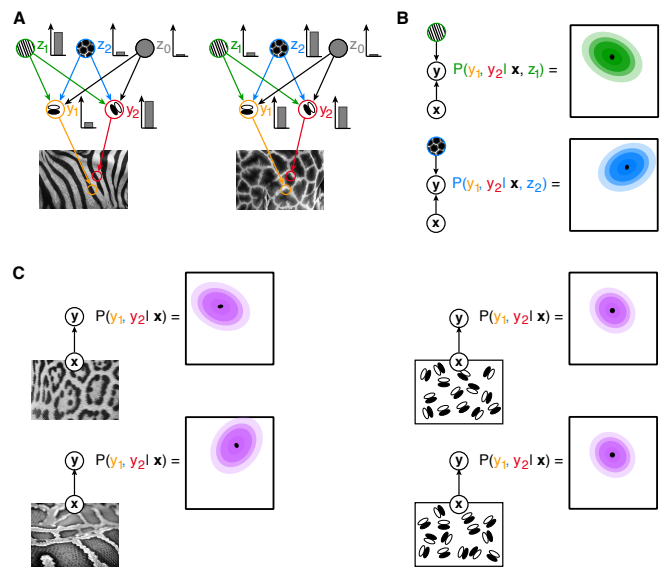 A
z1 z2 z0
y1 y2
z1 z2 z0
y1 y2
B
y
x
P(y1, y2| x, z1) =
y
x
P(y1, y2| x, z2) =
C
y
x
P(y1, y2| x) =
y
x
P(y1, y2| x) =
y
x
P(y1, y2| x) =
y
x
P(y1, y2| x) =